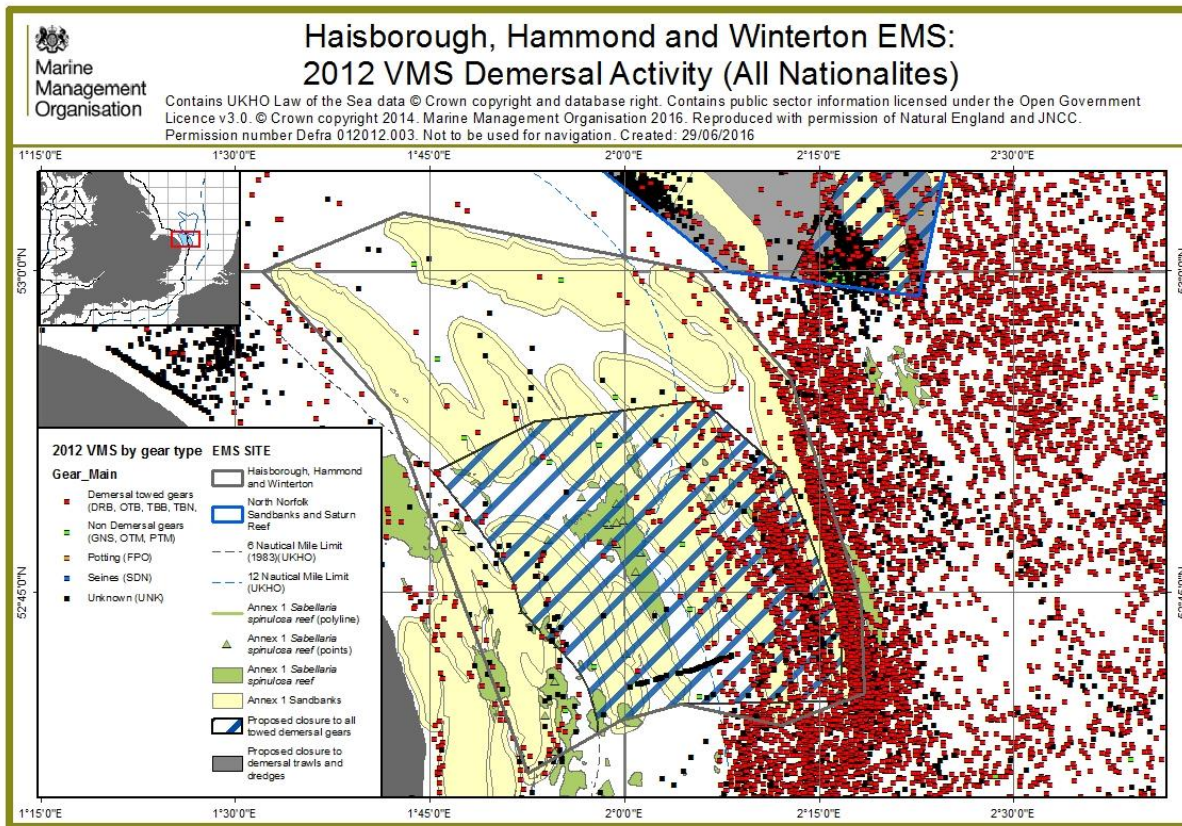 Marine
Management
Organisation
Haisborough, Hammond and Winterton EMS:
2012 VMS Demersal Activity (All Nationalites)
Contains UKHO Law of the Sea data © Crown copyright and database right. Contains public sector information licensed under the Open Government
Licence v3.0. © Crown copyright 2014. Marine Management Organisation 2016. Reproduced with permission of Natural England and JNCC.
Permission number Defra 012012.003. Not to be used for navigation. Created: 29/06/2016
1°15'0"E
1°30'0"E
1°45'0"E
2°0'0"E
2°15'0"E
2°30'0"E
53°0'0"N
53°0'0"N
52°45'0"N
52°45'0"N
2012 VMS by gear type
Gear_Main
Demersal towed gears
(DRB, OTB, TBB, TBN,
Non Demersal gears
(GNS, OTM, PTM)
Potting (FPO)
Seines (SDN)
Unknown (UNK)
EMS SITE
Haisborough, Hammond
and Winterton
North Norfolk
Sandbanks and Saturn
Reef
6 Nautical Mile Limit
(1983)(UKHO)
12 Nautical Mile Limit
(UKHO)
Annex 1 Sabellaria
spinulosa reef (polyline)
Annex 1 Sabellaria
spinulosa reef (points)
Annex 1 Sabellaria
spinulosa reef
Annex 1 Sandbanks
Proposed closure to all
towed demersal gears
Proposed closure to
demersal trawls and
dredges
1°15'0"E
1°30'0"E
1°45'0"E
2°0'0"E
2°15'0"E
2°30'0"E